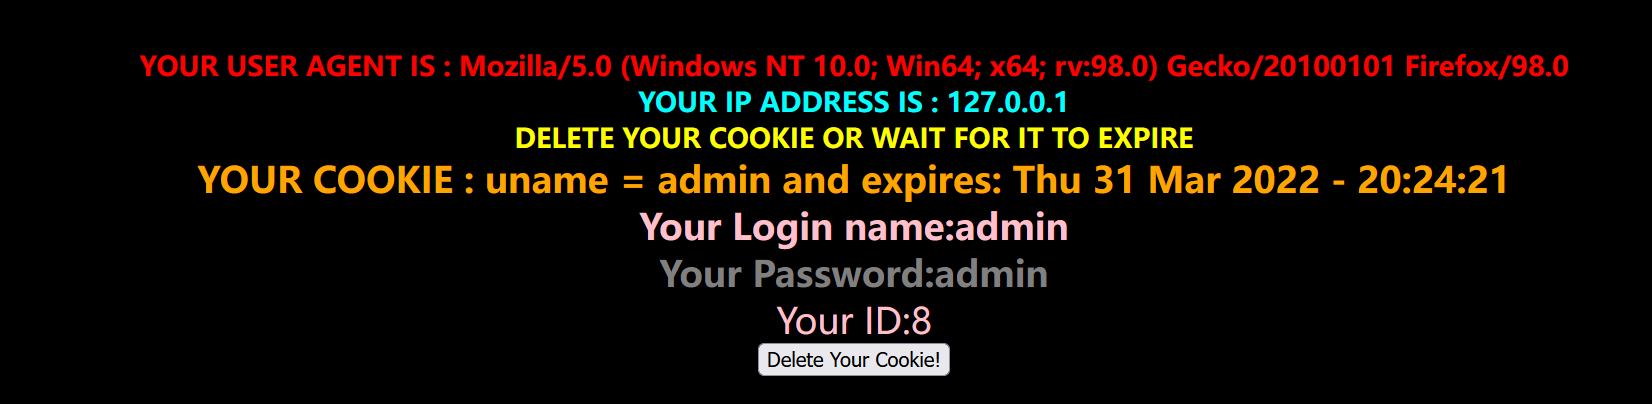 YOUR USER AGENT IS : Mozilla/5.0 (Windows NT 10.0; Win64; x64; rv:98.0) Gecko/20100101 Firefox/98.0
YOUR IP ADDRESS IS : 127.0.0.1
DELETE YOUR COOKIE OR WAIT FOR IT TO EXPIRE
YOUR COOKIE : uname = admin and expires: Thu 31 Mar 2022 - 20:24:21
Your Login name:admin
Your Password:admin
Your ID:8
Delete Your Cookie!